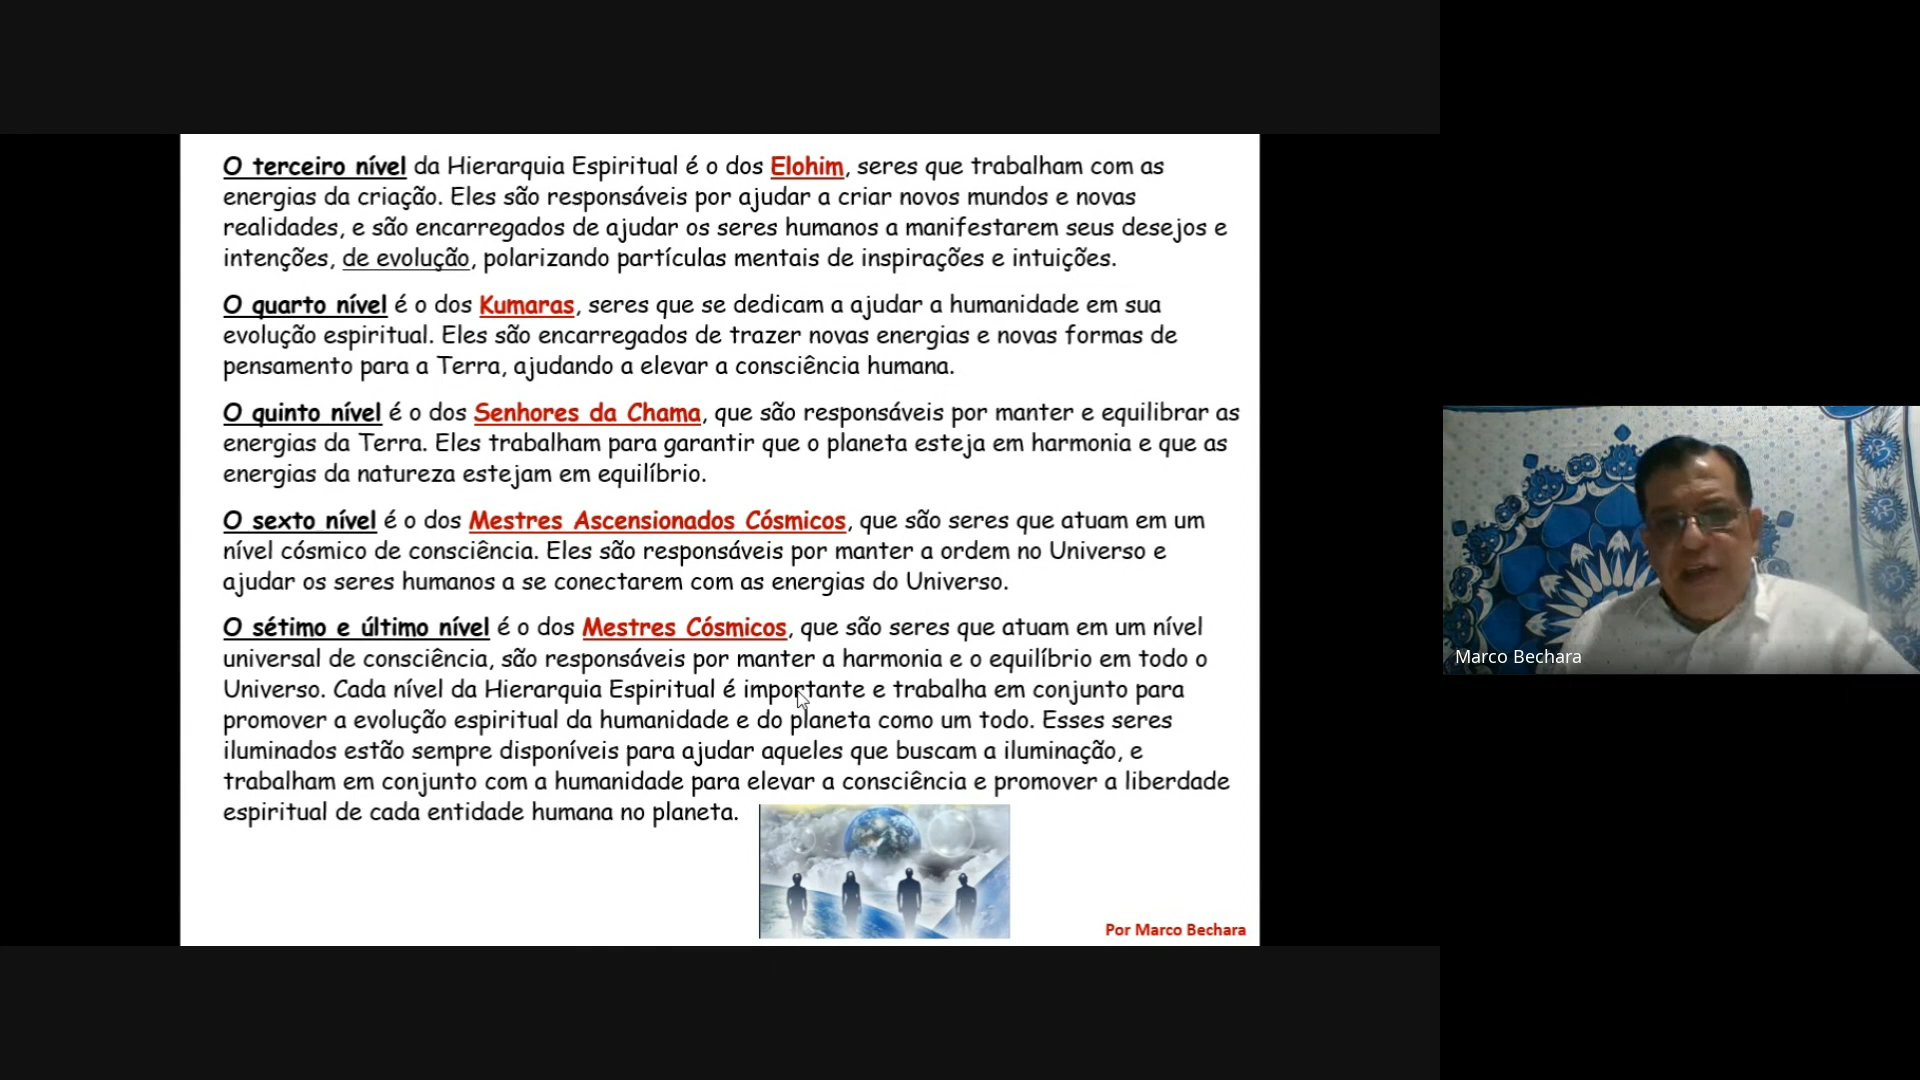 O terceiro nível da Hierarquia Espiritual é o dos Elohim, seres que trabalham com as
energias da criação. Eles são responsáveis por ajudar a criar novos mundos e novas
realidades, e são encarregados de ajudar os seres humanos a manifestarem seus desejos e
intenções, de evolução, polarizando partículas mentais de inspirações e intuições.
O quarto nível é o dos Kumaras, seres que se dedicam a ajudar a humanidade em sua
evolução espiritual. Eles são encarregados de trazer novas energias e novas formas de
pensamento para a Terra, ajudando a elevar a consciência humana.
O quinto nível é o dos Senhores da Chama, que são responsáveis por manter e equilibrar as
energias da Terra. Eles trabalham para garantir que o planeta esteja em harmonia e que as
energias da natureza estejam em equilíbrio.
O sexto nível é o dos Mestres Ascensionados Cósmicos, que são seres que atuam em um
nível cósmico de consciência. Eles são responsáveis por manter a ordem no Universo e
ajudar os seres humanos a se conectarem com as energias do Universo.
O sétimo e último nível é o dos Mestres Cósmicos, que são seres que atuam em um nível
universal de consciência, são responsáveis por manter a harmonia e o equilíbrio em todo o
Universo. Cada nível da Hierarquia Espiritual é importante e trabalha em conjunto para
promover a evolução espiritual da humanidade e do planeta como um todo. Esses seres
iluminados estão sempre disponíveis para ajudar aqueles que buscam a iluminação, e
trabalham em conjunto com a humanidade para elevar a consciência e promover a liberdade
espiritual de cada entidade humana no planeta.
Por Marco Bechara
Marco Bechara